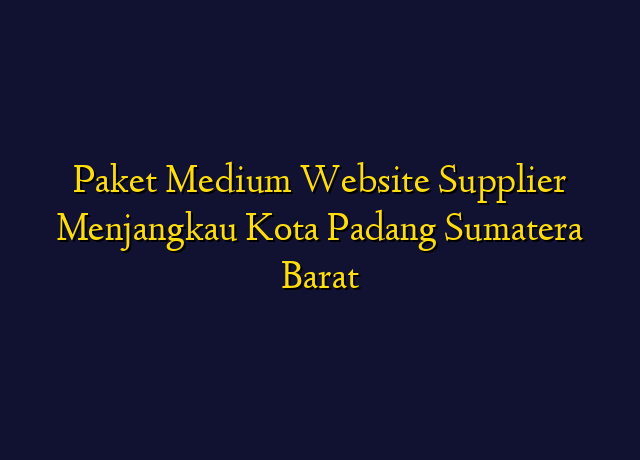 Paket Medium Website Supplier
Menjangkau Kota Padang Sumatera
Barat